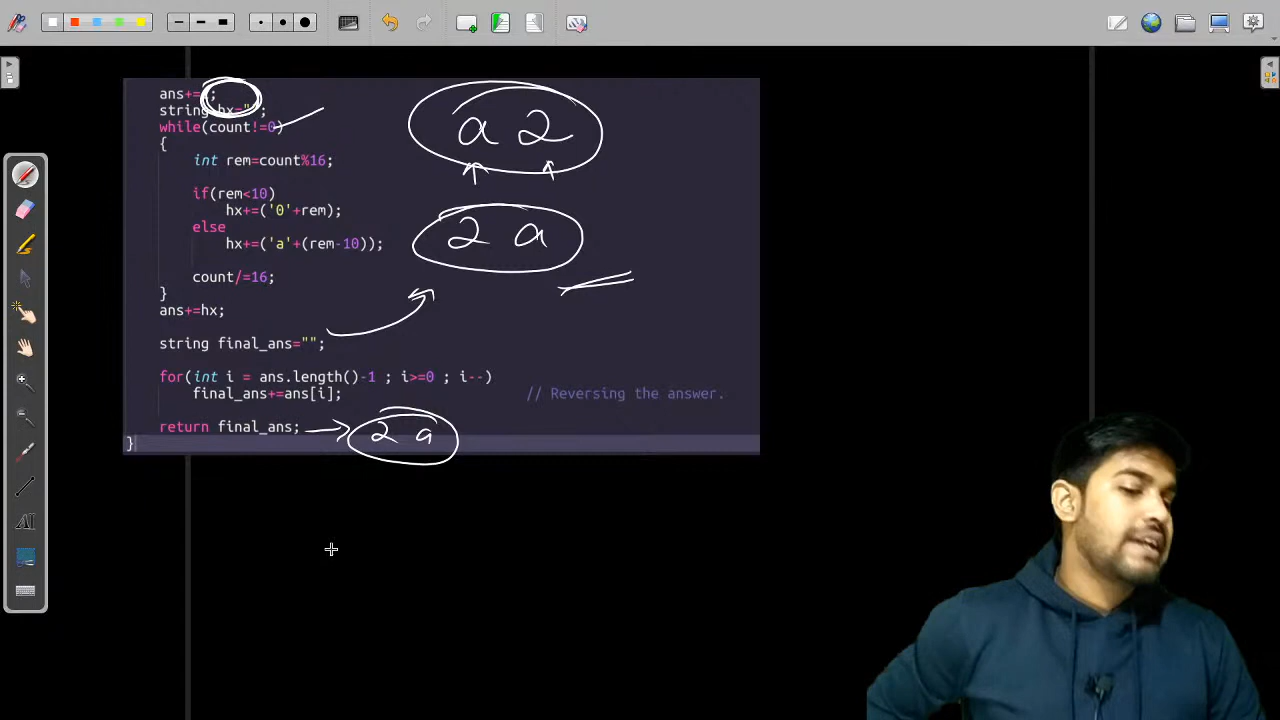 ans+= ;
string hx="";
while(count!=0)
{
int rem=count%16;
if(rem<10)
hx+=('0'+rem);
else
hx+=('a'+(rem-10));
count/=16;
}
ans+=hx;
string final_ans="";
for(int i = ans.length()-1 ; i>=0 ; i--)
final_ans+=ans[i]; // Reversing the answer.
return final_ans;
}
a 2
2 a
2 a
AI